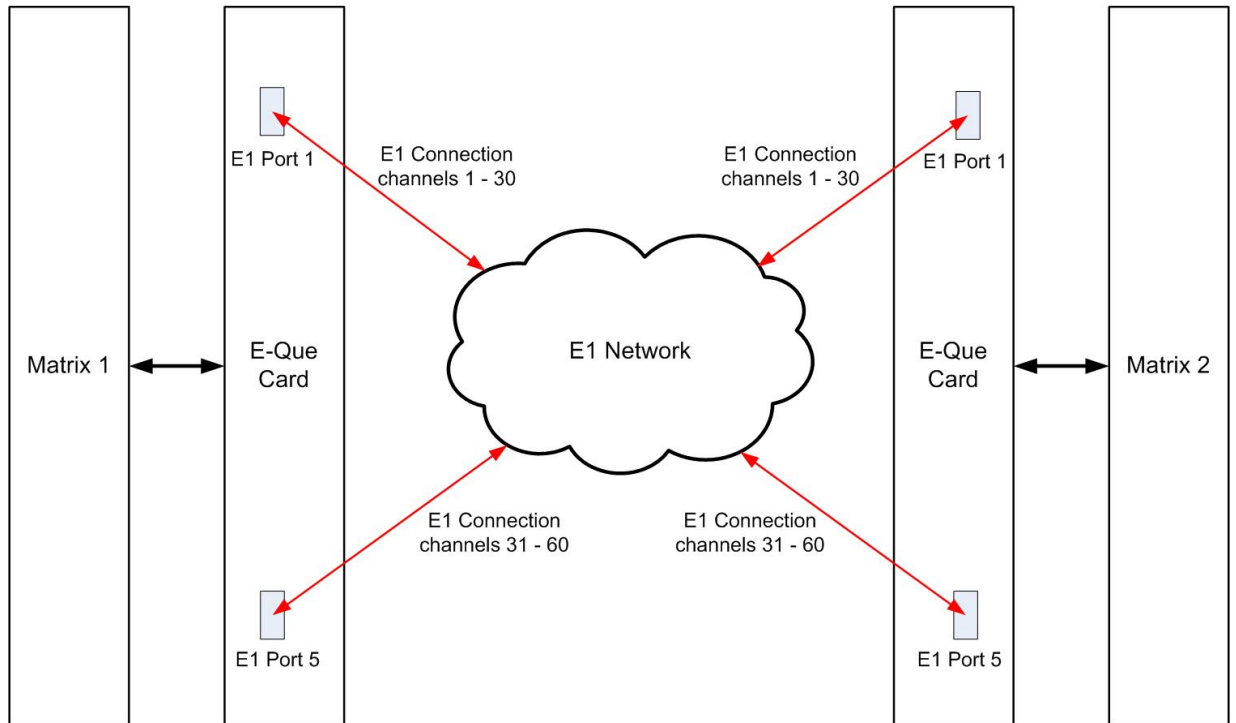 E1 Port 1
E1 Connection
channels 1 - 30
E1 Connection
channels 1 - 30
E1 Port 1
Matrix 1
E-Que
Card
E1 Network
E-Que
Card
Matrix 2
E1 Connection
channels 31 - 60
E1 Connection
channels 31 - 60
E1 Port 5
E1 Port 5